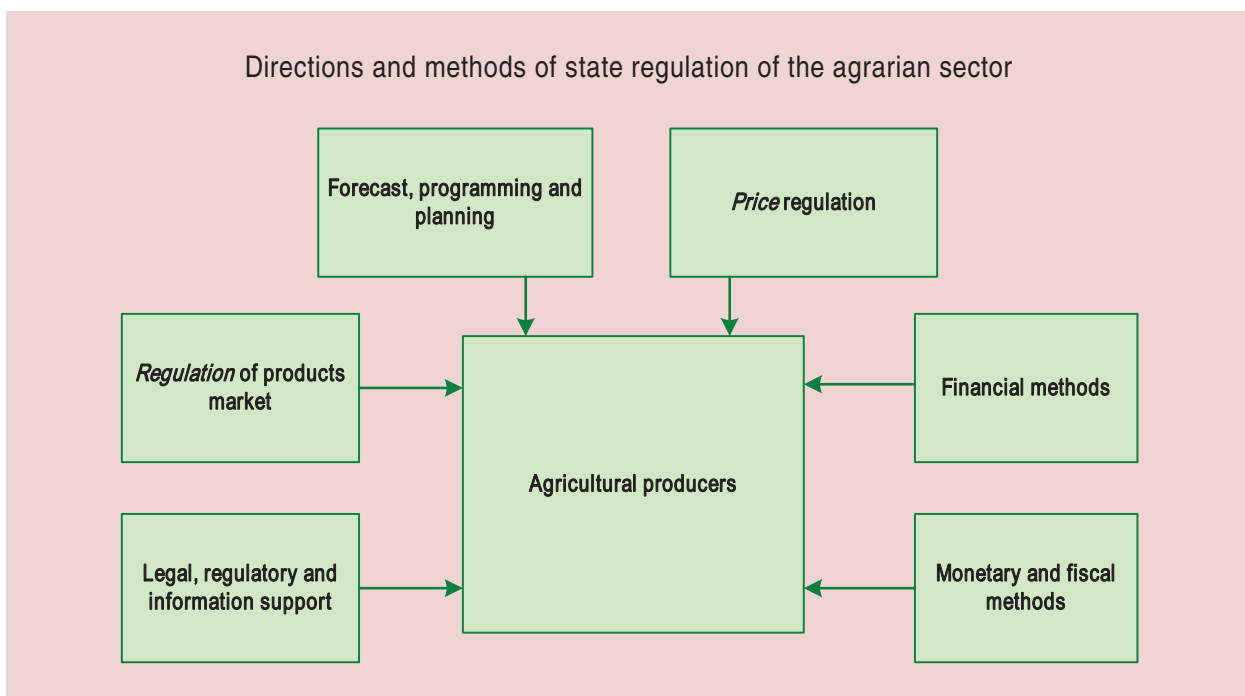 Directions and methods of state regulation of the agrarian sector
Forecast, programming and
planning
Price regulation
Regulation of products
market
Financial methods
Agricultural producers
Legal, regulatory and
information support
Monetary and fiscal
methods